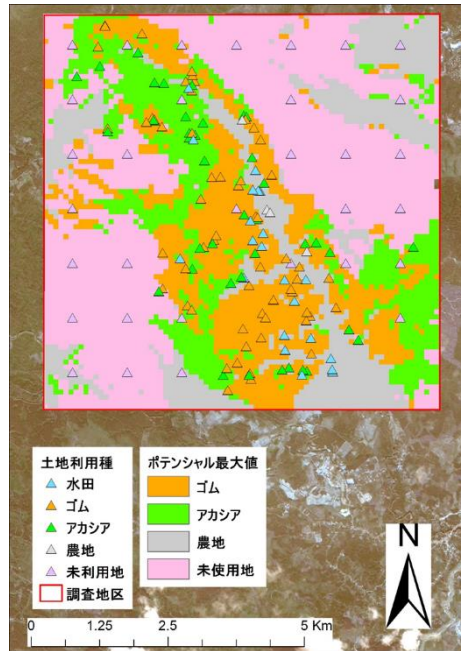 土地利用種
水田
ゴム
アカシア
農地
未利用地
調査地区
ポテンシャル最大値
ゴム
アカシア
農地
未使用地
N
0 1.25 2.5 5 Km